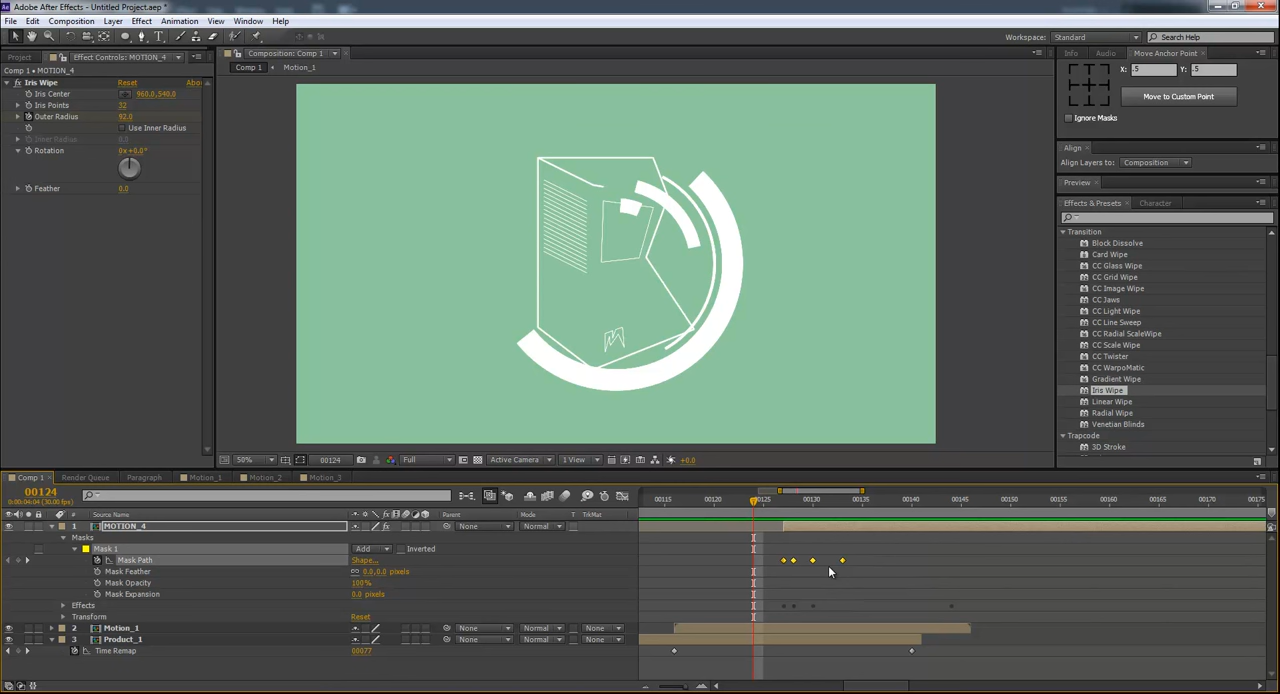 Adobe After Effects - Untitled Project.aep *
File Edit Composition Layer Effect Animation View Window Help
Workspace: Standard
Search Help
Project Effect Controls: MOTION_4
Comp 1 • MOTION_4
Iris Wipe Reset Abo
Iris Center 960.0,540.0
Iris Points 32
Outer Radius 92.0
Use Inner Radius
Inner Radius 0.0
Rotation 0x+0.0°
Feather 0.0
Composition: Comp 1
Comp 1 Motion_1
Info Audio Move Anchor Point
X: .5 Y: .5
Move to Custom Point
Ignore Masks
Align
Align Layers to: Composition
Preview
Effects & Presets Character
Transition
Block Dissolve
Card Wipe
CC Glass Wipe
CC Grid Wipe
CC Image Wipe
CC Jaws
CC Light Wipe
CC Line Sweep
CC Radial ScaleWipe
CC Scale Wipe
CC Twister
CC WarpoMatic
Gradient Wipe
Iris Wipe
Linear Wipe
Radial Wipe
Venetian Blinds
Trapcode
3D Stroke
50% 00124 Full Active Camera 1 View +0.0
Comp 1 Render Queue Paragraph Motion_1 Motion_2 Motion_3
00124
0:00:04:04 (30.00 fps)
# Source Name Parent Mode T TrkMat
00115 00120 00125 00130 00135 00140 00145 00150 00155 00160 00165 00170 00175
1 MOTION_4 None Normal
Masks
Mask 1 Add Inverted
Mask Path Shape...
Mask Feather 0.0,0.0 pixels
Mask Opacity 100%
Mask Expansion 0.0 pixels
Effects
Transform Reset
2 Motion_1 None Normal None
3 Product_1 None Normal None
Time Remap 00077